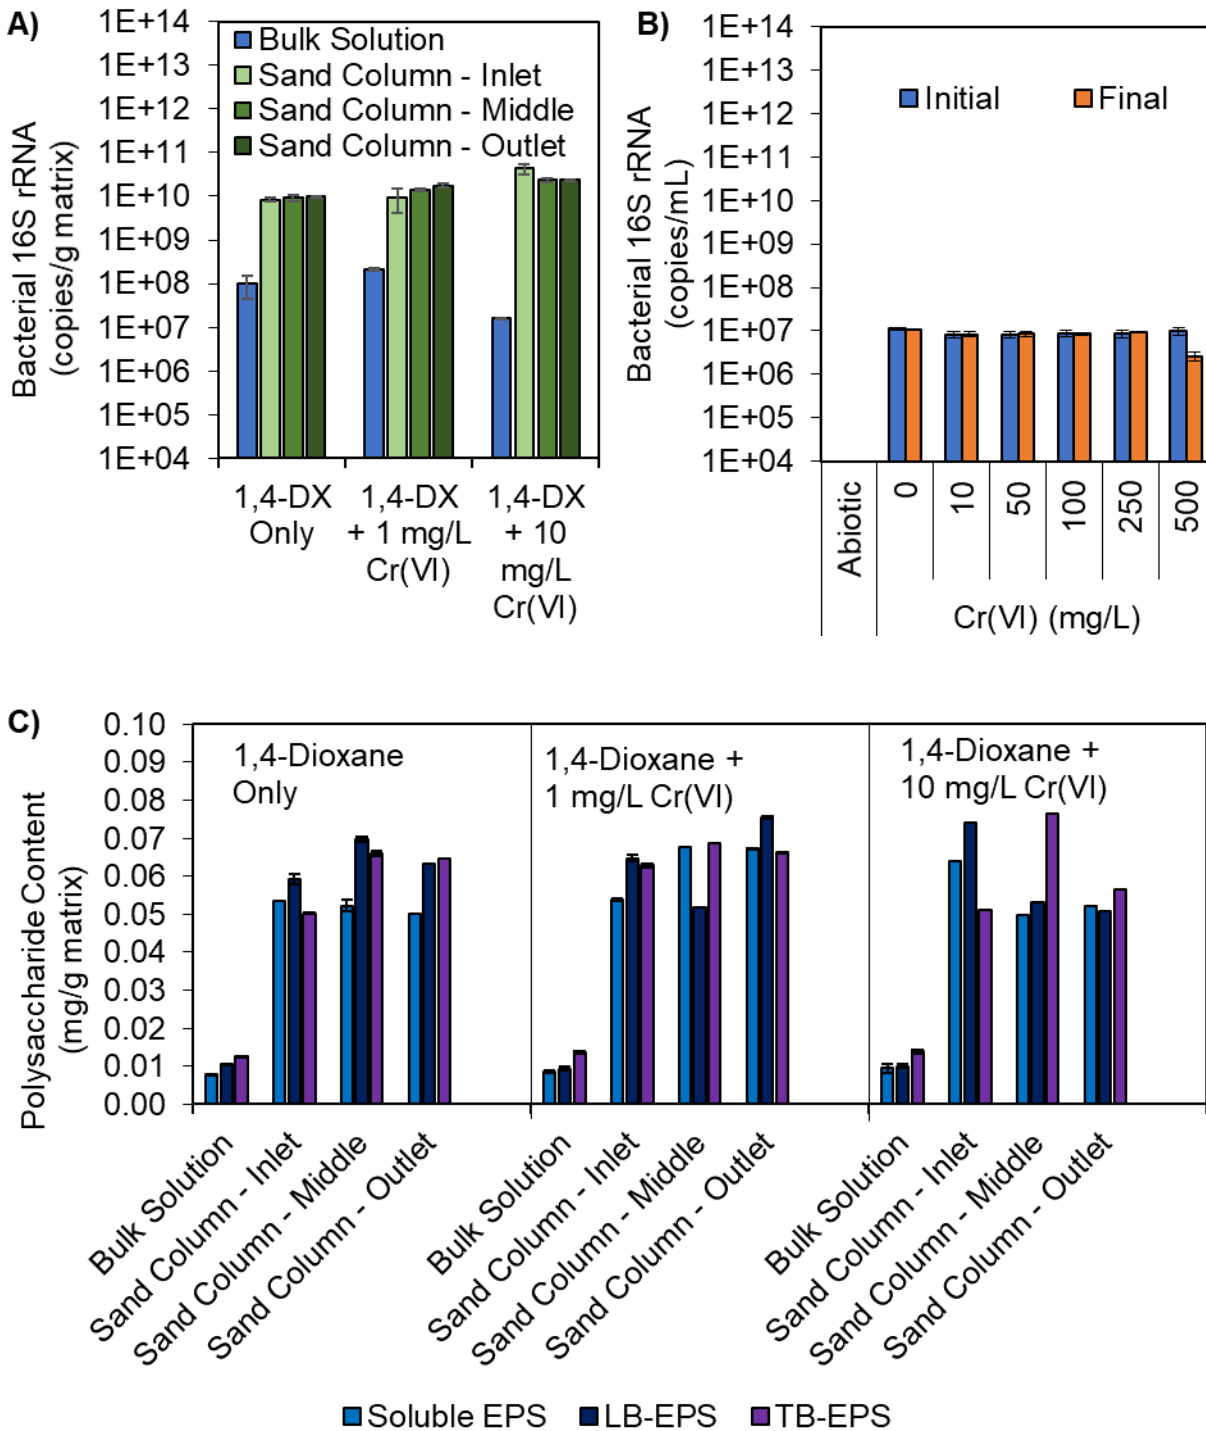 A)
Bacterial 16S rRNA
(copies/g matrix)
1E+14
1E+13
1E+12
1E+11
1E+10
1E+09
1E+08
1E+07
1E+06
1E+05
1E+04
Bulk Solution
Sand Column - Inlet
Sand Column - Middle
Sand Column - Outlet
1,4-DX
Only
1,4-DX
+ 1 mg/L
Cr(VI)
1,4-DX
+ 10
mg/L
Cr(VI)
B)
Bacterial 16S rRNA
(copies/mL)
1E+14
1E+13
1E+12
1E+11
1E+10
1E+09
1E+08
1E+07
1E+06
1E+05
1E+04
Initial
Final
Abiotic
0
10
50
100
250
500
Cr(VI) (mg/L)
C)
Polysaccharide Content
(mg/g matrix)
0.10
0.09
0.08
0.07
0.06
0.05
0.04
0.03
0.02
0.01
0.00
1,4-Dioxane
Only
1,4-Dioxane +
1 mg/L Cr(VI)
1,4-Dioxane +
10 mg/L Cr(VI)
Bulk Solution
Sand Column - Inlet
Sand Column - Middle
Sand Column - Outlet
Bulk Solution
Sand Column - Inlet
Sand Column - Middle
Sand Column - Outlet
Bulk Solution
Sand Column - Inlet
Sand Column - Middle
Sand Column - Outlet
Soluble EPS
LB-EPS
TB-EPS